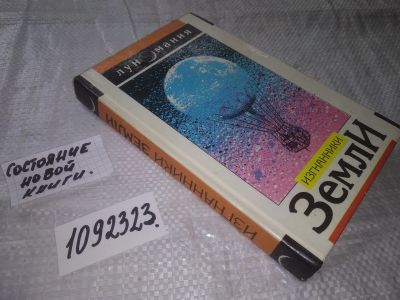 лунОмания
ИЗГНАННИКИ
ЗемлИ
ИЗГНАННИКИ ЗЕМЛИ
СОСТОЯНИЕ
НОВОЙ
КНИГИ.
1092323.